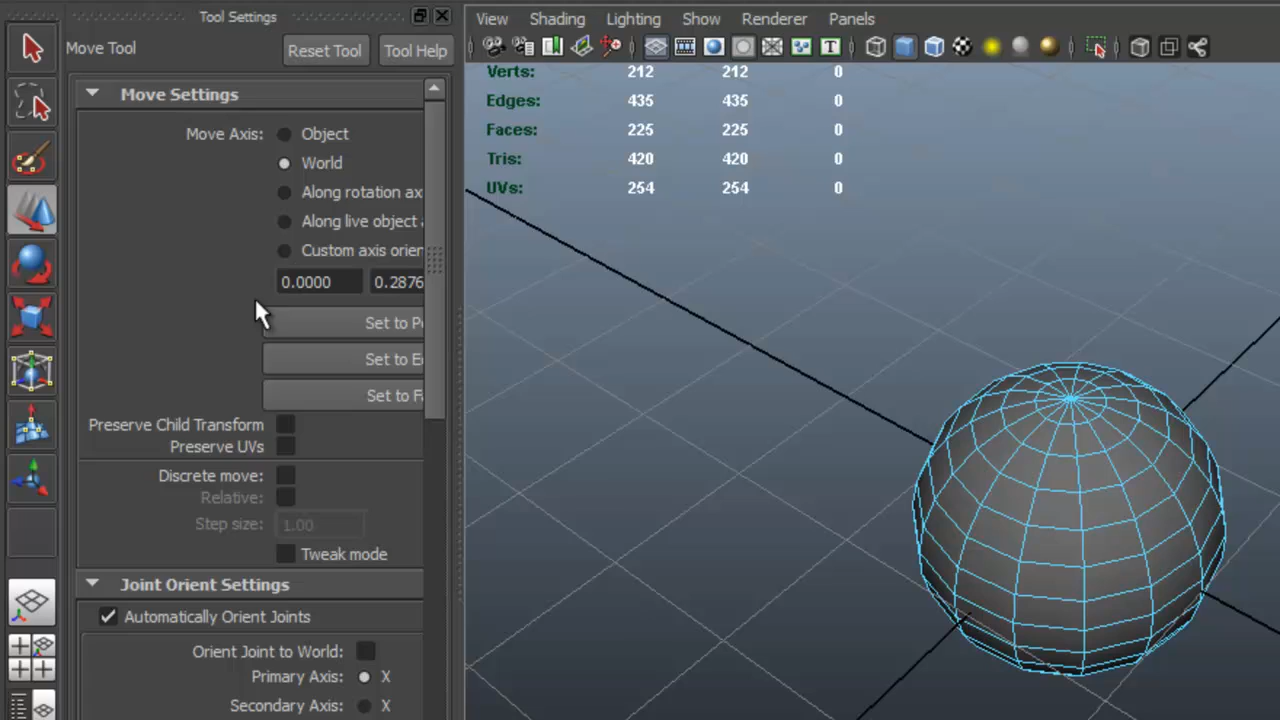 Tool Settings
Move Tool
Reset Tool
Tool Help
Move Settings
Move Axis:
Object
World
Along rotation ax
Along live object a
Custom axis orien
0.0000
0.2876
Set to P
Set to E
Set to F
Preserve Child Transform
Preserve UVs
Discrete move:
Relative:
Step size:
1.00
Tweak mode
Joint Orient Settings
Automatically Orient Joints
Orient Joint to World:
Primary Axis:
X
Secondary Axis:
X
View Shading Lighting Show Renderer Panels
T
Verts: 212 212 0
Edges: 435 435 0
Faces: 225 225 0
Tris: 420 420 0
UVs: 254 254 0